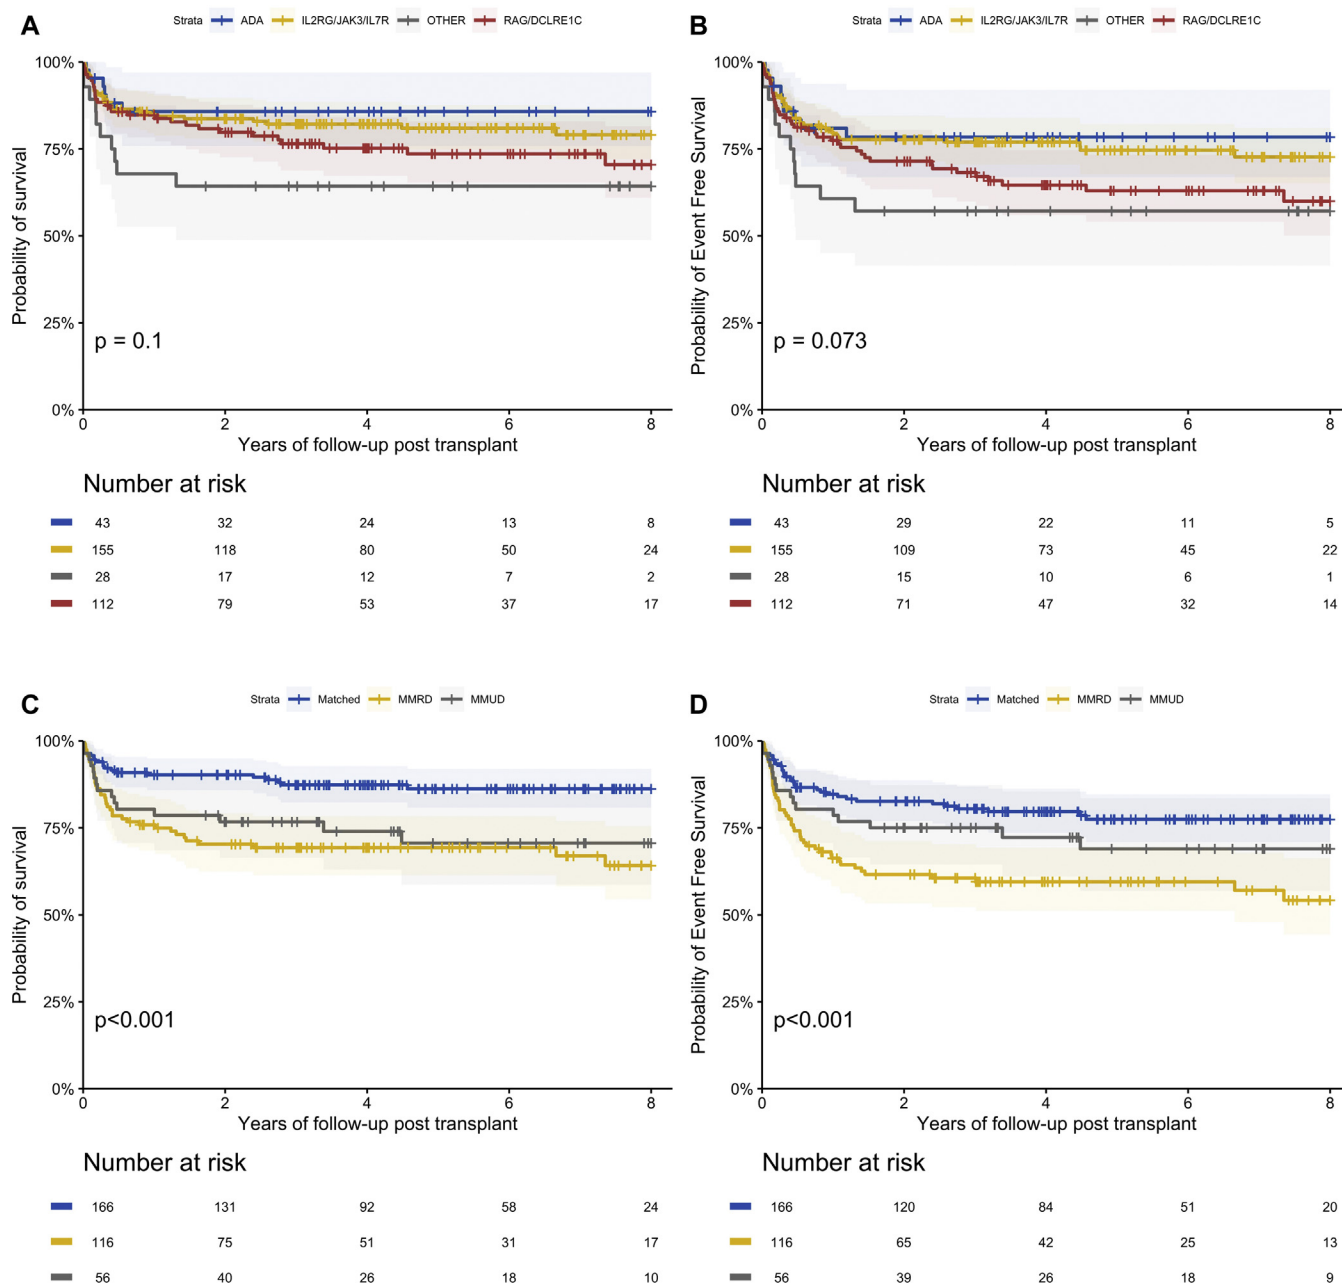 A
Strata ADA IL2RG/JAK3/IL7R OTHER RAG/DCLRE1C
Probability of survival
100%
75%
50%
25%
0%
p = 0.1
0 2 4 6 8
Years of follow-up post transplant
Number at risk
43 32 24 13 8
155 118 80 50 24
28 17 12 7 2
112 79 53 37 17
B
Strata ADA IL2RG/JAK3/IL7R OTHER RAG/DCLRE1C
Probability of Event Free Survival
100%
75%
50%
25%
0%
p = 0.073
0 2 4 6 8
Years of follow-up post transplant
Number at risk
43 29 22 11 5
155 109 73 45 22
28 15 10 6 1
112 71 47 32 14
C
Strata Matched MMRD MMUD
Probability of survival
100%
75%
50%
25%
0%
p<0.001
0 2 4 6 8
Years of follow-up post transplant
Number at risk
166 131 92 58 24
116 75 51 31 17
56 40 26 18 10
D
Strata Matched MMRD MMUD
Probability of Event Free Survival
100%
75%
50%
25%
0%
p<0.001
0 2 4 6 8
Years of follow-up post transplant
Number at risk
166 120 84 51 20
116 65 42 25 13
56 39 26 18 9